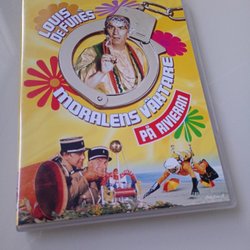 LOUIS
DE FUNÈS
MORALENS VÄKTARE
PÅ RIVIERAN